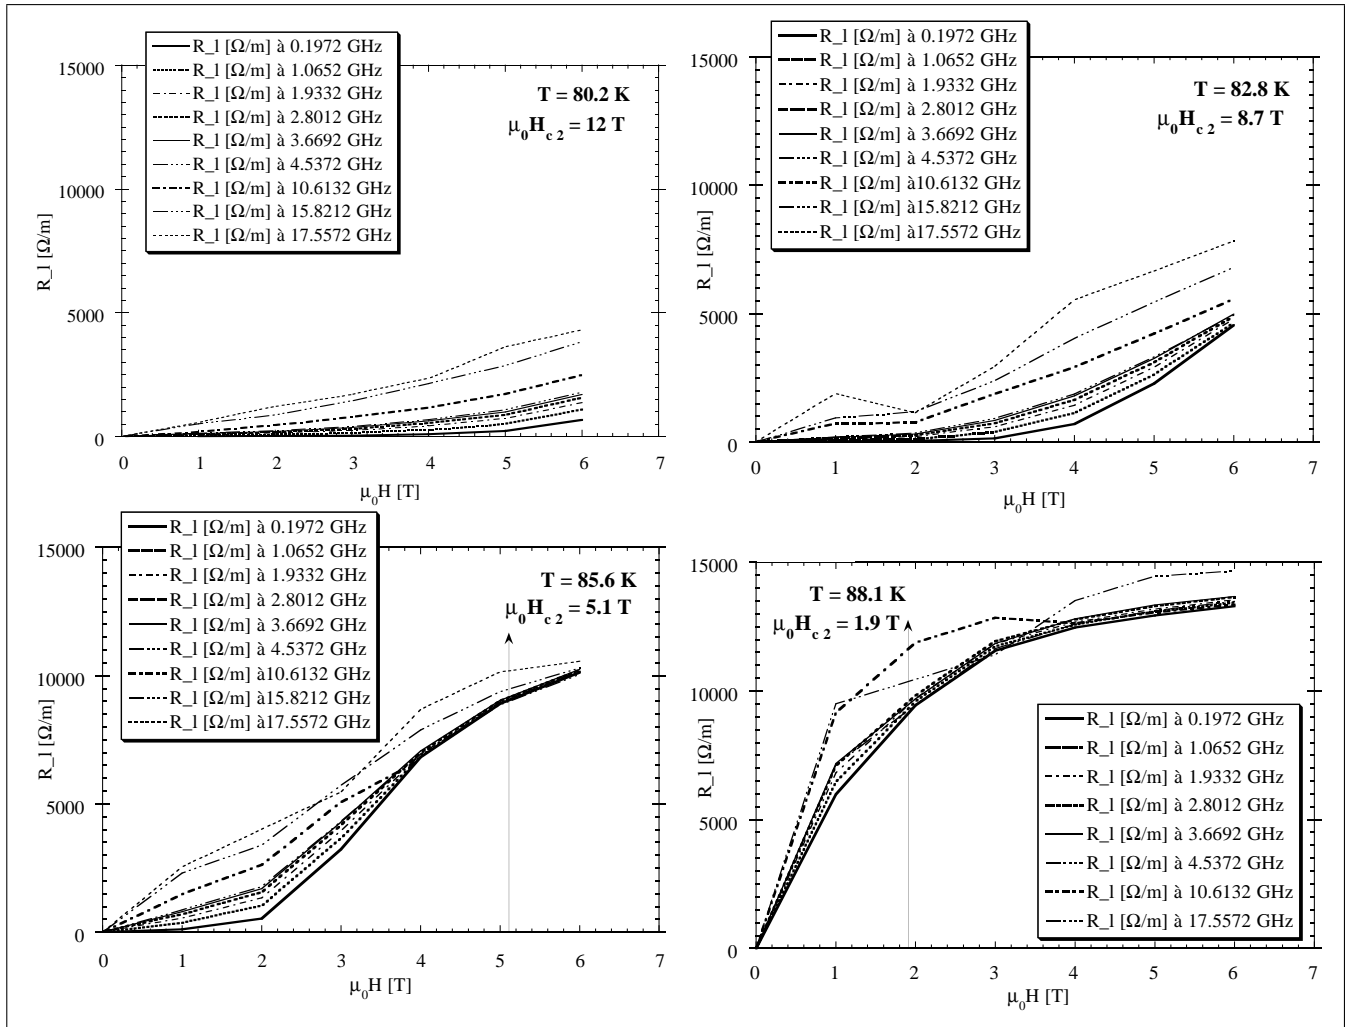 R_l [Ω/m] à 0.1972 GHz
R_l [Ω/m] à 1.0652 GHz
R_l [Ω/m] à 1.9332 GHz
R_l [Ω/m] à 2.8012 GHz
R_l [Ω/m] à 3.6692 GHz
R_l [Ω/m] à 4.5372 GHz
R_l [Ω/m] à 10.6132 GHz
R_l [Ω/m] à 15.8212 GHz
R_l [Ω/m] à 17.5572 GHz
T = 80.2 K
μ0Hc 2 = 12 T
15000
10000
5000
0
R_l [Ω/m]
0 1 2 3 4 5 6 7
μ0H [T]
R_l [Ω/m] à 0.1972 GHz
R_l [Ω/m] à 1.0652 GHz
R_l [Ω/m] à 1.9332 GHz
R_l [Ω/m] à 2.8012 GHz
R_l [Ω/m] à 3.6692 GHz
R_l [Ω/m] à 4.5372 GHz
R_l [Ω/m] à10.6132 GHz
R_l [Ω/m] à15.8212 GHz
R_l [Ω/m] à17.5572 GHz
T = 82.8 K
μ0Hc 2 = 8.7 T
15000
10000
5000
0
R_l [Ω/m]
0 1 2 3 4 5 6 7
μ0H [T]
R_l [Ω/m] à 0.1972 GHz
R_l [Ω/m] à 1.0652 GHz
R_l [Ω/m] à 1.9332 GHz
R_l [Ω/m] à 2.8012 GHz
R_l [Ω/m] à 3.6692 GHz
R_l [Ω/m] à 4.5372 GHz
R_l [Ω/m] à10.6132 GHz
R_l [Ω/m] à15.8212 GHz
R_l [Ω/m] à17.5572 GHz
T = 85.6 K
μ0Hc 2 = 5.1 T
15000
10000
5000
0
R_l [Ω/m]
0 1 2 3 4 5 6 7
μ0H [T]
T = 88.1 K
μ0Hc 2 = 1.9 T
15000
10000
5000
0
R_l [Ω/m]
R_l [Ω/m] à 0.1972 GHz
R_l [Ω/m] à 1.0652 GHz
R_l [Ω/m] à 1.9332 GHz
R_l [Ω/m] à 2.8012 GHz
R_l [Ω/m] à 3.6692 GHz
R_l [Ω/m] à 4.5372 GHz
R_l [Ω/m] à 10.6132 GHz
R_l [Ω/m] à 17.5572 GHz
0 1 2 3 4 5 6 7
μ0H [T]